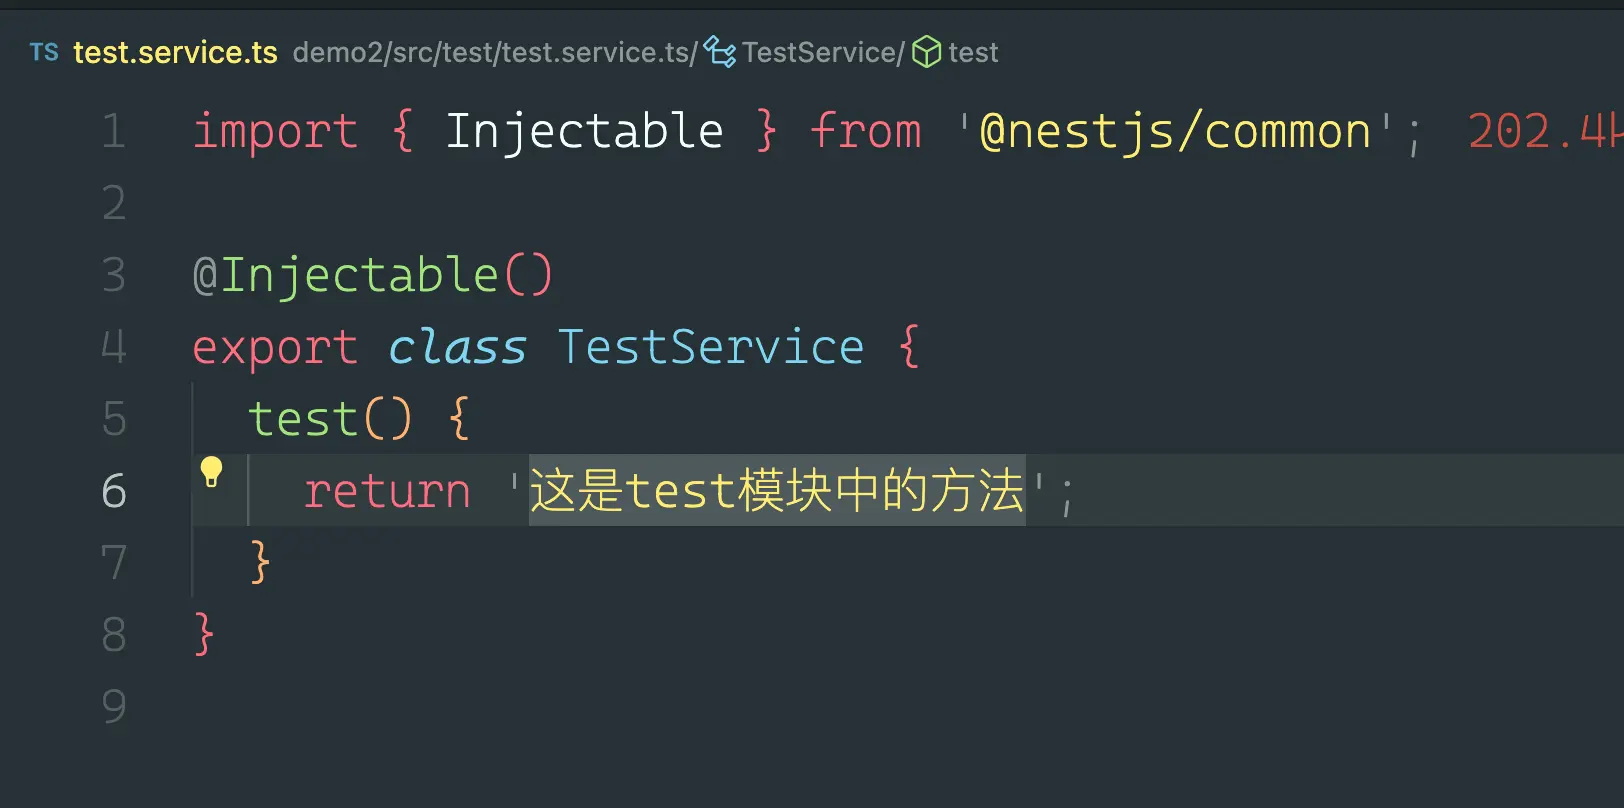 TS test.service.ts demo2/src/test/test.service.ts/TestService/test
1 import { Injectable } from '@nestjs/common'; 202.4
2
3 @Injectable()
4 export class TestService {
5 test() {
6 return '这是test模块中的方法';
7 }
8 }
9